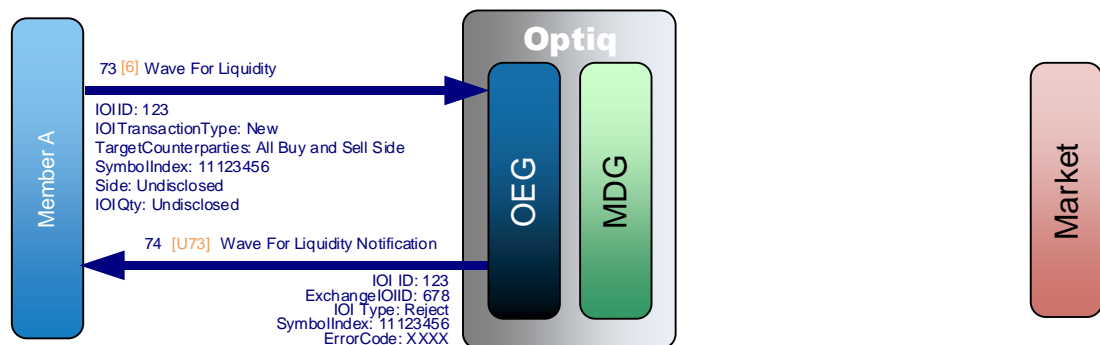 Optiq
73 [6] Wave For Liquidity
IOIID: 123
IOITransactionType: New
TargetCounterparties: All Buy and Sell Side
SymbolIndex: 11123456
Side: Undisclosed
IOIQty: Undisclosed
Member A
OEG
MDG
Market
74 [U73] Wave For Liquidity Notification
IOI ID: 123
ExchangeIOIID: 678
IOI Type: Reject
SymbolIndex: 11123456
ErrorCode: XXXX